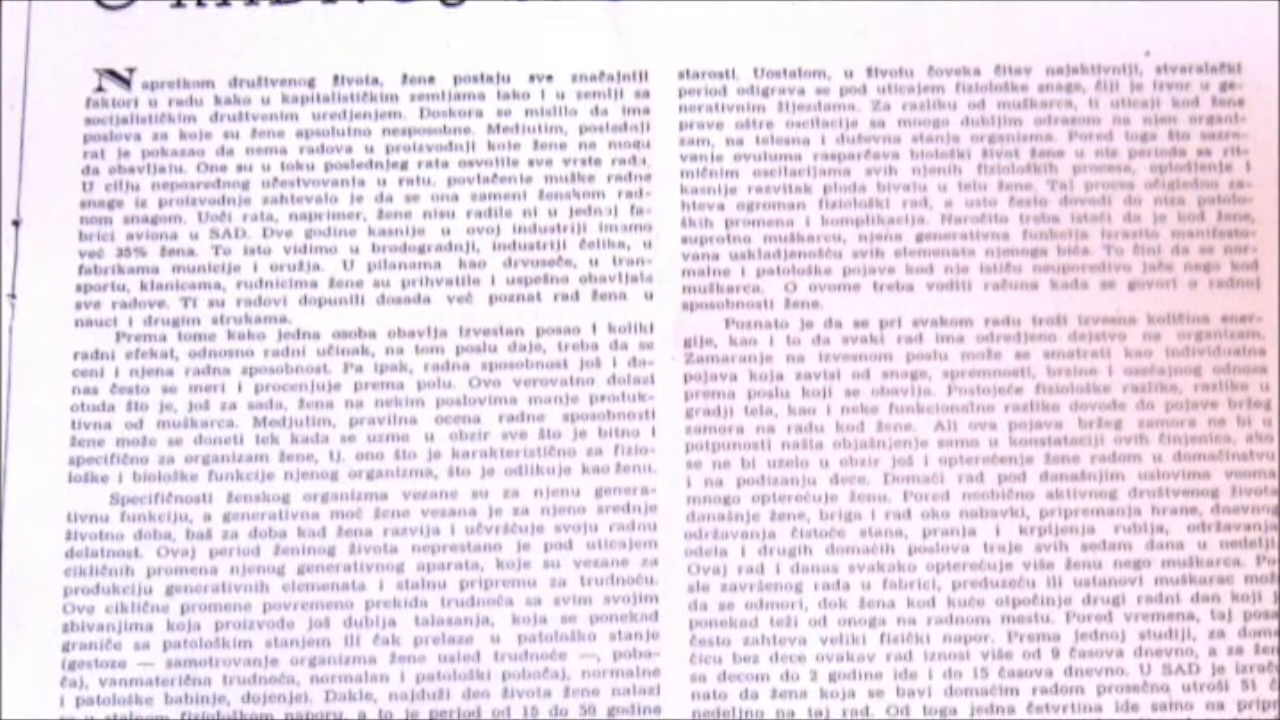 Napretkom društvenog života, žene postaju sve značajniji
faktori u radu kako u kapitalističkim zemljama tako i u zemlji sa
socijalističkim društvenim uredjenjem. Doskora se mislilo da ima
poslova za koje su žene apsolutno nesposobne. Medjutim, poslednji
rat je pokazao da nema radova u proizvodnji koje žene ne mogu
da obavljaju. One su u toku poslednjeg rata osvojile sve vrste rada.
U cilju neposrednog učestvovanja u ratu, povlačenje muške radne
snage iz proizvodnje zahtevalo je da se ona zameni ženskom rad-
nom snagom. Uoči rata, naprimer, žene nisu radile ni u jednoj fa-
brici aviona u SAD. Dve godine kasnije u ovoj industriji imamo
već 35% žena. To isto vidimo u brodogradnji, industriji čelika, u
fabrikama municije i oružja. U pilanama kao drvoseče, u tran-
sportu, klanicama, rudnicima žene su prihvatile i uspešno obavljale
sve radove. Ti su radovi dopunili dosada već poznat rad žena u
nauci i drugim strukama.
Prema tome kako jedna osoba obavlja izvestan posao i koliki
radni efekat, odnosno radni učinak, na tom poslu daje, treba da se
ceni i njena radna sposobnost. Pa ipak, radna sposobnost još i da-
nas često se meri i procenjuje prema polu. Ovo verovatno dolazi
otuda što je, još za sada, žena na nekim poslovima manje produk-
tivna od muškarca. Medjutim, pravilna ocena radne sposobnosti
žene može se doneti tek kada se uzme u obzir sve što je bitno i
specifično za organizam žene, tj. ono što je karakteristično za fizio-
loške i biološke funkcije njenog organizma, što je odlikuje kao ženu.
Specifičnosti ženskog organizma vezane su za njenu genera-
tivnu funkciju, a generativna moć žene vezana je za njeno srednje
životno doba, baš za doba kad žena razvija i učvršćuje svoju radnu
delatnost. Ovaj period ženinog života neprestano je pod uticajem
cikličnih promena njenog generativnog aparata, koje su vezane za
produkciju generativnih elemenata i stalnu pripremu za trudnoću.
Ove ciklične promene povremeno prekida trudnoća sa svim svojim
zbivanjima koja proizvode još dublja talasanja, koja se ponekad
graniče sa patološkim stanjem ili čak prelaze u patološko stanje
(gestoze — samotrovanje organizma žene usled trudnoće —, poba-
čaj, vanmaterična trudnoća, normalan i patološki pobačaj, normalne
i patološke babinje, dojenje). Dakle, najduži deo života žene nalazi
se u stalnom fiziološkom naporu, a to je period od 15 do 50 godine
starosti. Uostalom, u životu čoveka čitav najaktivniji, stvaralački
period odigrava se pod uticajem fiziološke snage, čiji je izvor u ge-
nerativnim žljezdama. Za razliku od muškarca, ti uticaji kod žene
prave oštre oscilacije sa mnogo dubljim odrazom na njen organi-
zam, na telesna i duševna stanja organizma. Pored toga što sazre-
vanje ovuluma rasparčava biološki život žene u niz perioda sa rit-
mičnim oscilacijama svih njenih fizioloških procesa, oplodjenje i
kasnije razvitak ploda bivaju u telu žene. Taj proces očigledno za-
hteva ogroman fiziološki rad, a usto često dovodi do niza patolo-
ških promena i komplikacija. Naročito treba istaći da je kod žene,
suprotno muškarcu, njena generativna funkcija izrazito manifesto-
vana uskladjenošću svih elemenata njenoga bića. To čini da se nor-
malne i patološke pojave kod nje ističu neuporedivo jače nego kod
muškarca. O ovome treba voditi računa kada se govori o radnoj
sposobnosti žene.
Poznato je da se pri svakom radu troši izvesna količina ener-
gije, kao i to da svaki rad ima odredjeno dejstvo na organizam.
Zamaranje na izvesnom poslu može se smatrati kao individualna
pojava koja zavisi od snage, spremnosti, brzine i osećajnog odnosa
prema poslu koji se obavlja. Postojeće fiziološke razlike, razlike u
gradji tela, kao i neke funkcionalne razlike dovode do pojave bržeg
zamora na radu kod žene. Ali ova pojava bržeg zamora ne bi u
potpunosti našla objašnjenje samo u konstataciji ovih činjenica, ako
se ne bi uzelo u obzir još i opterećenje žene radom u domaćinstvu
i na podizanju dece. Domaći rad pod današnjim uslovima veoma
mnogo opterećuje ženu. Pored neobično aktivnog društvenog života
današnje žene, briga i rad oko nabavki, pripremanja hrane, dnevnog
održavanja čistoće stana, pranja i krpljenja rublja, održavanja
odela i drugih domaćih poslova traje svih sedam dana u nedelji.
Ovaj rad i danas svakako opterećuje više ženu nego muškarca. Po-
sle završenog rada u fabrici, preduzeću ili ustanovi muškarac može
da se odmori, dok žena kod kuće otpočinje drugi radni dan koji je
ponekad teži od onoga na radnom mestu. Pored vremena, taj posao
često zahteva veliki fizički napor. Prema jednoj studiji, za doma-
ćicu bez dece ovakav rad iznosi više od 9 časova dnevno, a za žen
sa decom do 2 godine ide i do 15 časova dnevno. U SAD je izrač
nato da žena koja se bavi domaćim radom prosečno utroši 51 č
nedeljno na taj rad. Od toga jedna četvrtina ide samo na pripr